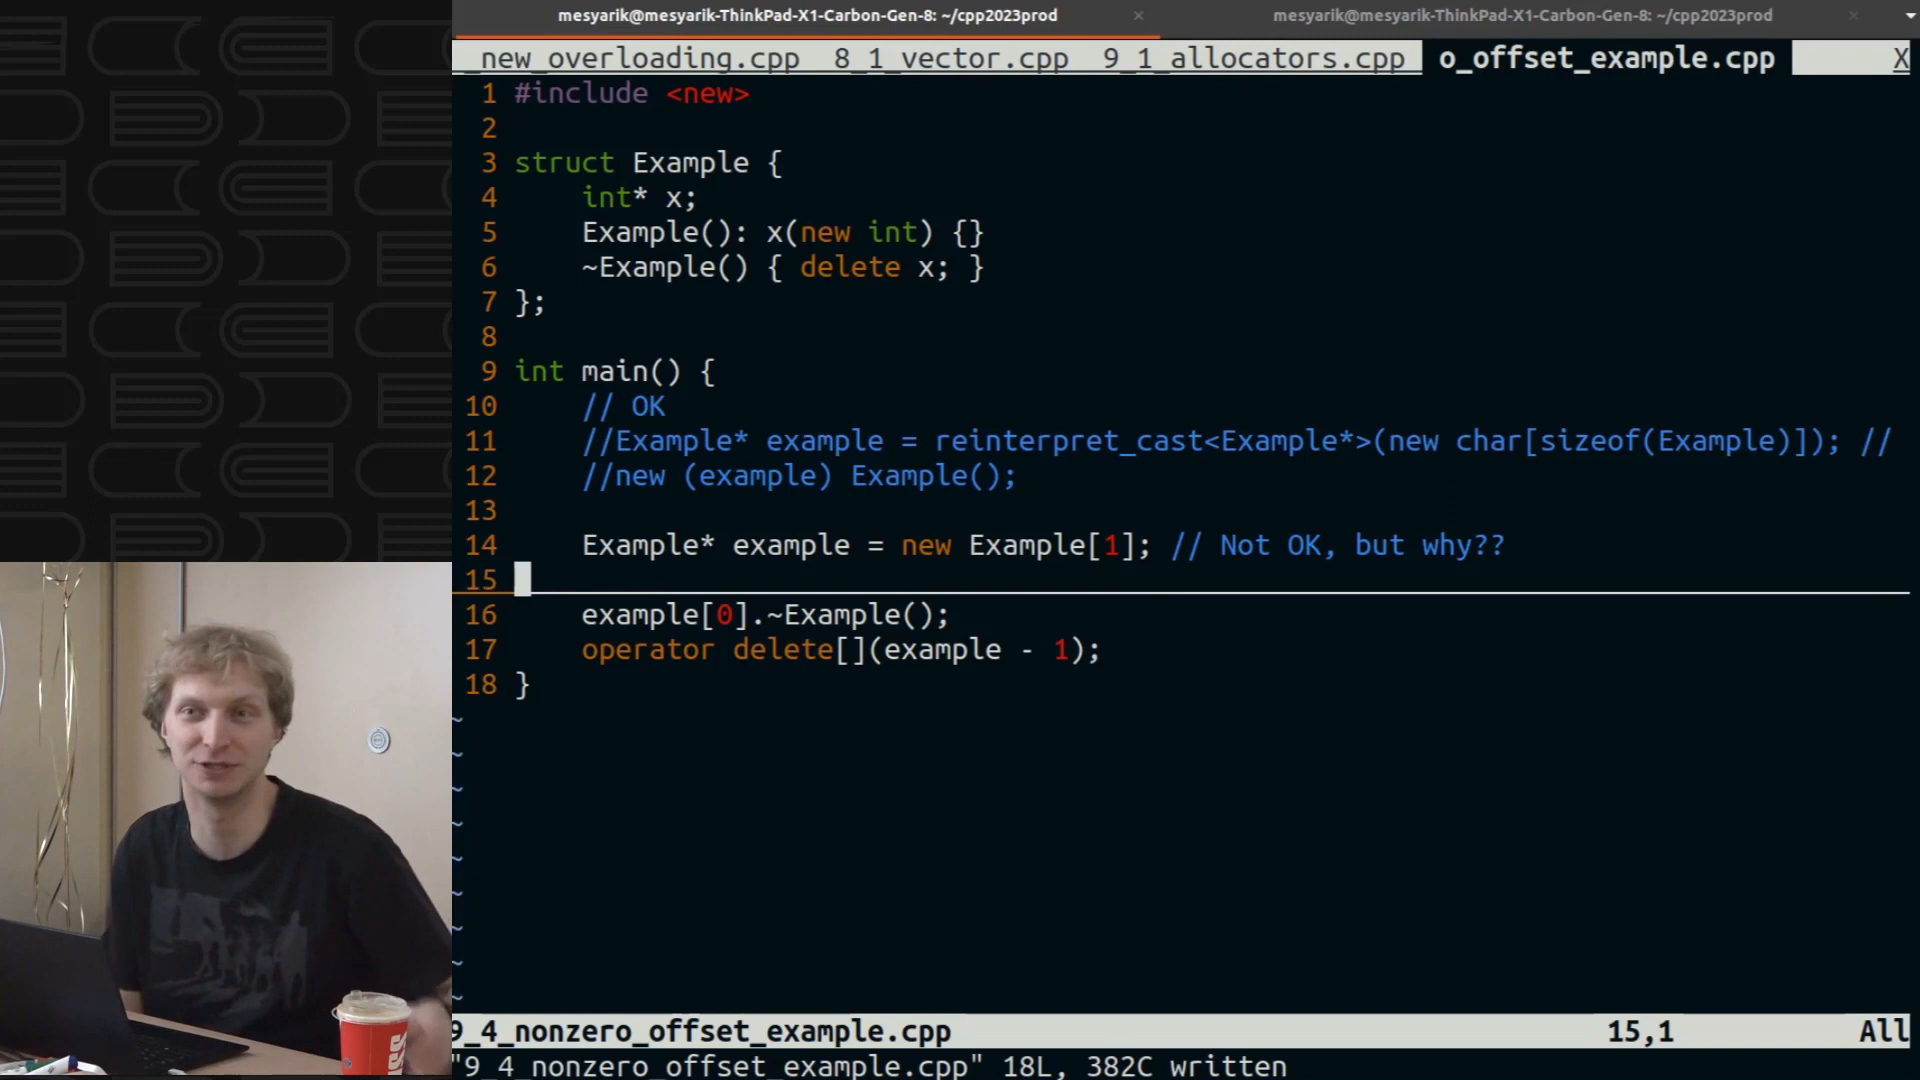 mesyarik@mesyarik-ThinkPad-X1-Carbon-Gen-8: ~/cpp2023prod × mesyarik@mesyarik-ThinkPad-X1-Carbon-Gen-8: ~/cpp2023prod ×
_new_overloading.cpp 8_1_vector.cpp 9_1_allocators.cpp o_offset_example.cpp X
1 #include <new>
2
3 struct Example {
4     int* x;
5     Example(): x(new int) {}
6     ~Example() { delete x; }
7 };
8
9 int main() {
10     // OK
11     //Example* example = reinterpret_cast<Example*>(new char[sizeof(Example)]); //
12     //new (example) Example();
13
14     Example* example = new Example[1]; // Not OK, but why??
15
16     example[0].~Example();
17     operator delete[](example - 1);
18 }
~
~
~
~
~
~
~
~
~
9_4_nonzero_offset_example.cpp 15,1 All
"9_4_nonzero_offset_example.cpp" 18L, 382C written